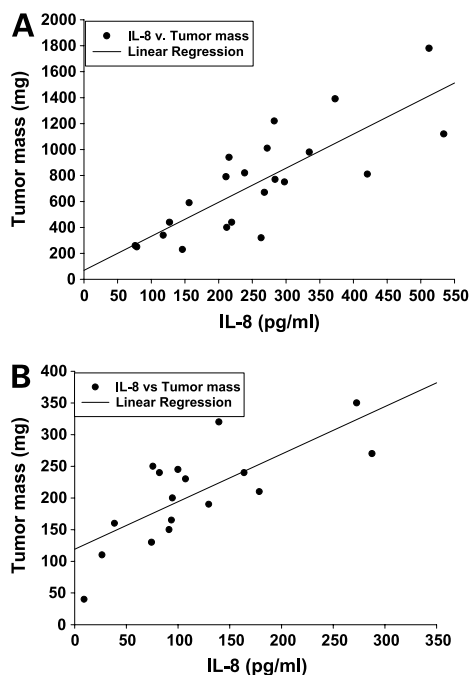 A
IL-8 v. Tumor mass
Linear Regression
Tumor mass (mg)
2000
1800
1600
1400
1200
1000
800
600
400
200
0
0 50 100 150 200 250 300 350 400 450 500 550
IL-8 (pg/ml)
B
IL-8 vs Tumor mass
Linear Regression
Tumor mass (mg)
400
350
300
250
200
150
100
50
0
0 50 100 150 200 250 300 350
IL-8 (pg/ml)